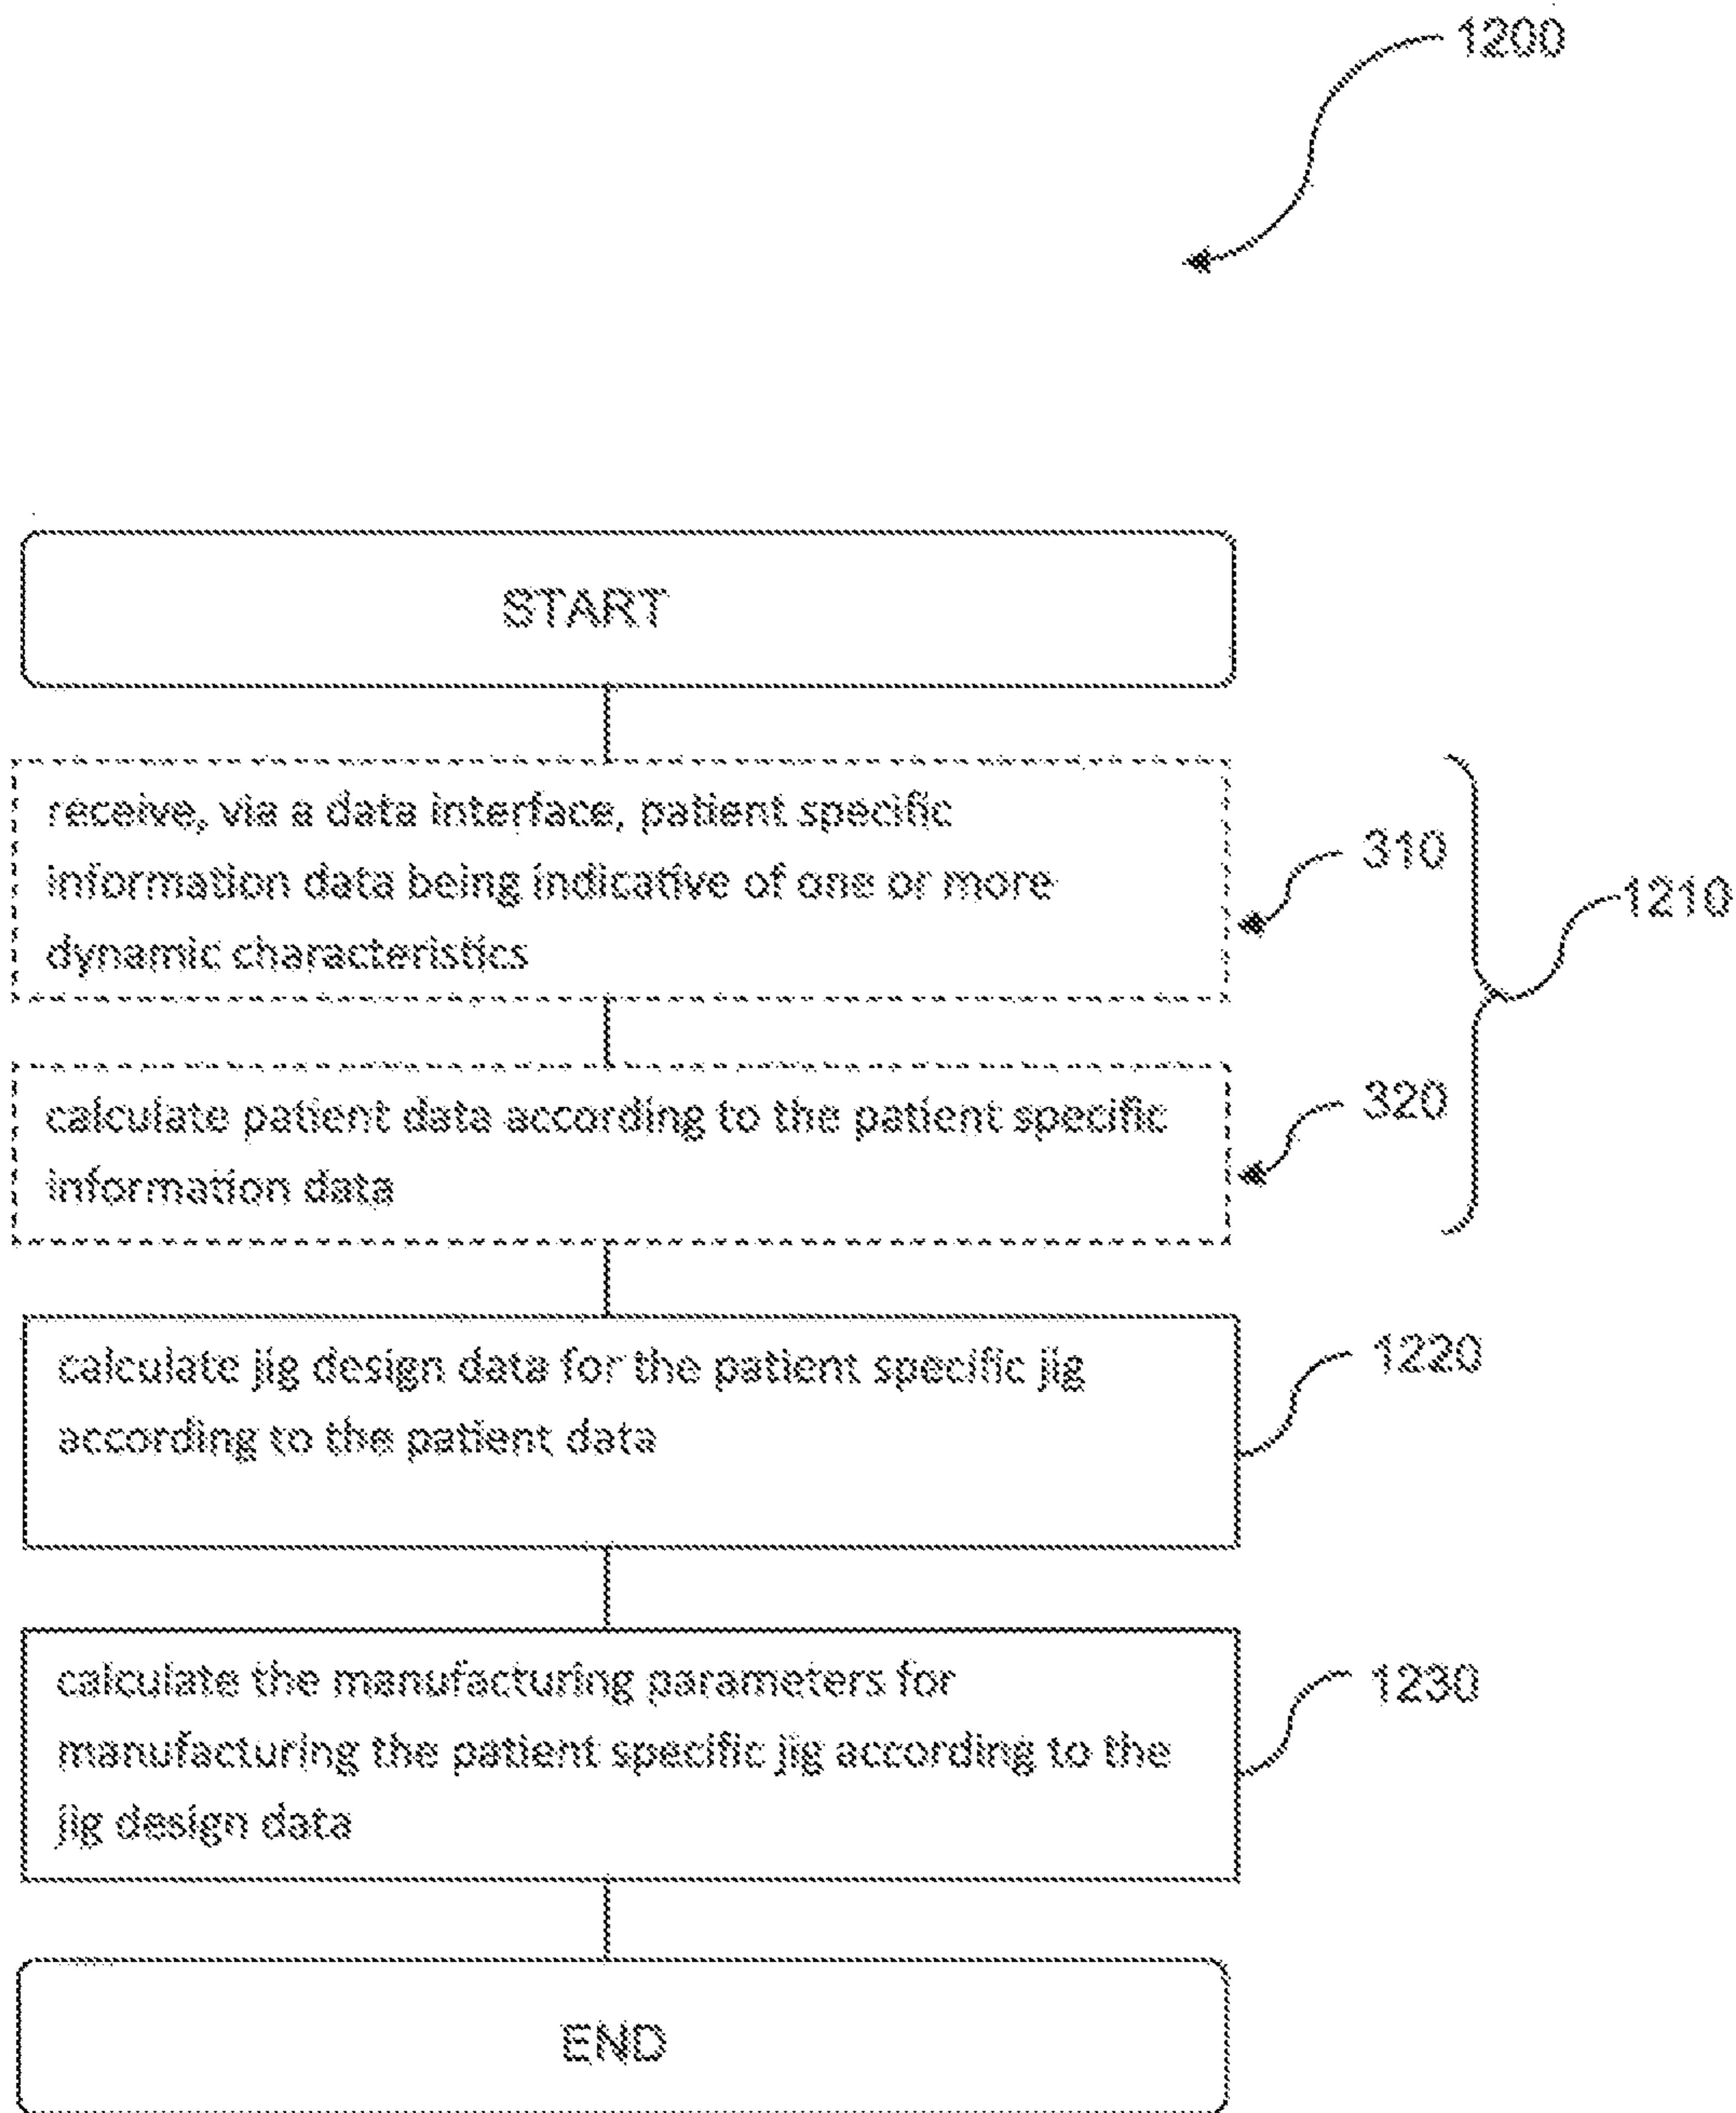 1200
START
receive, via a data interface, patient specific
information data being indicative of one or more
dynamic characteristics
310
1210
calculate patient data according to the patient specific
information data
320
calculate jig design data for the patient specific jig
according to the patient data
1220
calculate the manufacturing parameters for
manufacturing the patient specific jig according to the
jig design data
1230
END